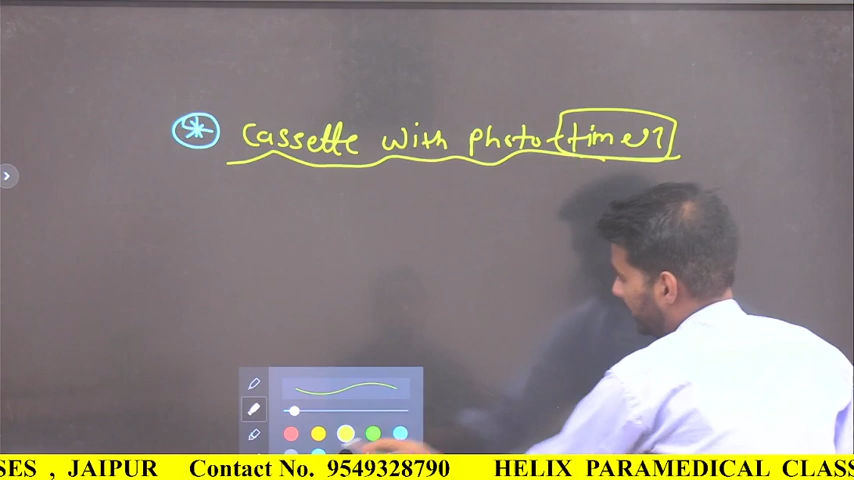 * Cassette with photo (timer)
SES , JAIPUR Contact No. 9549328790 HELIX PARAMEDICAL CLASS